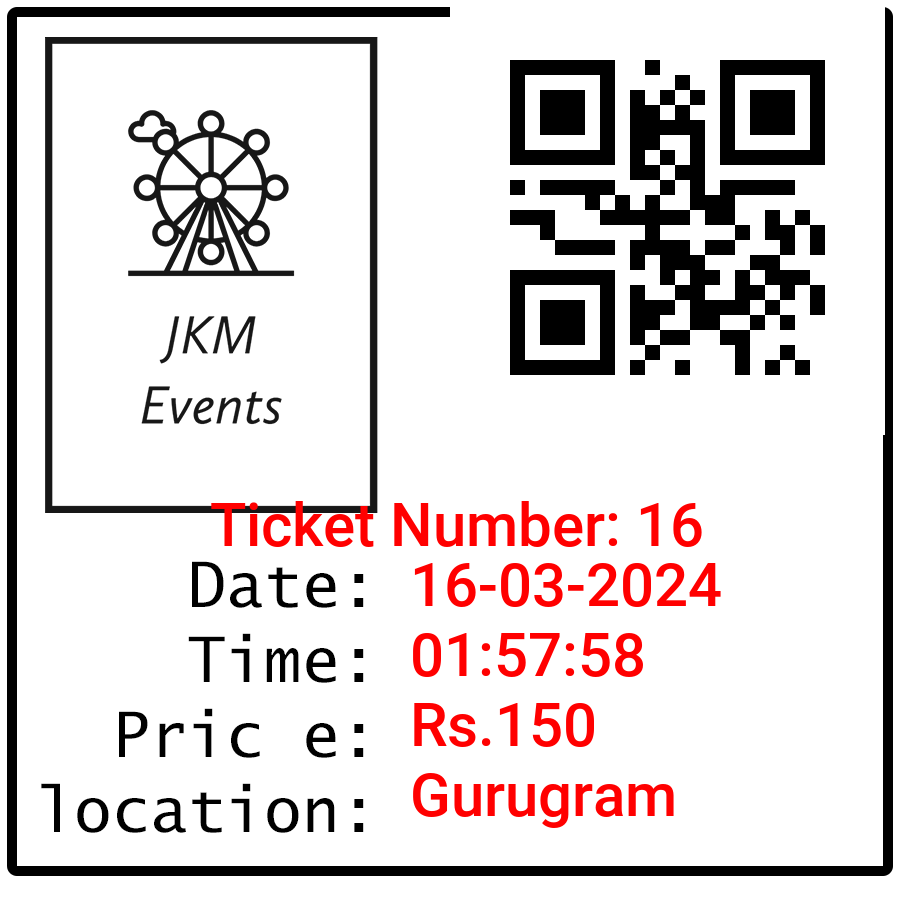 JKM
Events
Ticket Number: 16
Date: 16-03-2024
Time: 01:57:58
Pric e: Rs.150
location: Gurugram